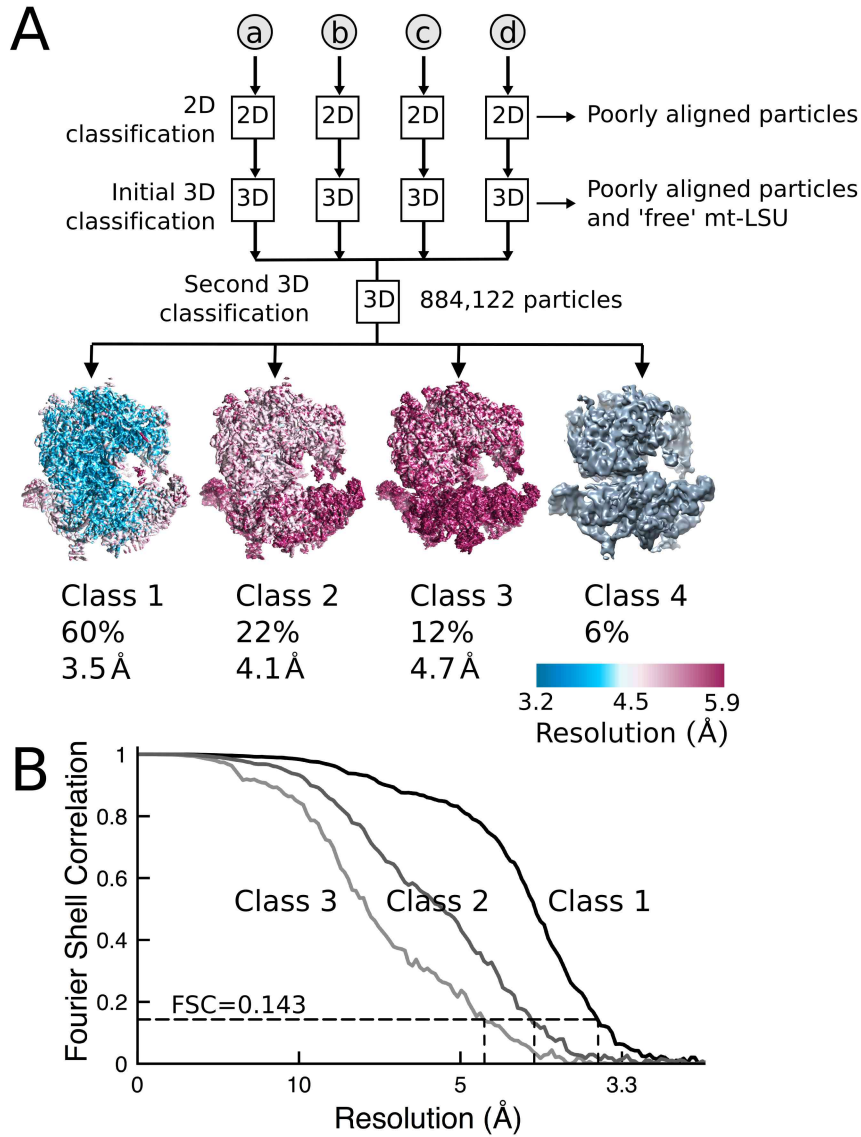 A
a b c d
2D
classification
2D 2D 2D 2D
Poorly aligned particles
Initial 3D
classification
3D 3D 3D 3D
Poorly aligned particles
and 'free' mt-LSU
Second 3D
classification
3D
884,122 particles
Class 1 Class 2 Class 3 Class 4
60% 22% 12% 6%
3.5 Å 4.1 Å 4.7 Å
3.2 4.5 5.9
Resolution (Å)
B
Fourier Shell Correlation
1
0.8
0.6
0.4
0.2
0
Class 3 Class 2 Class 1
FSC=0.143
0 10 5 3.3
Resolution (Å)